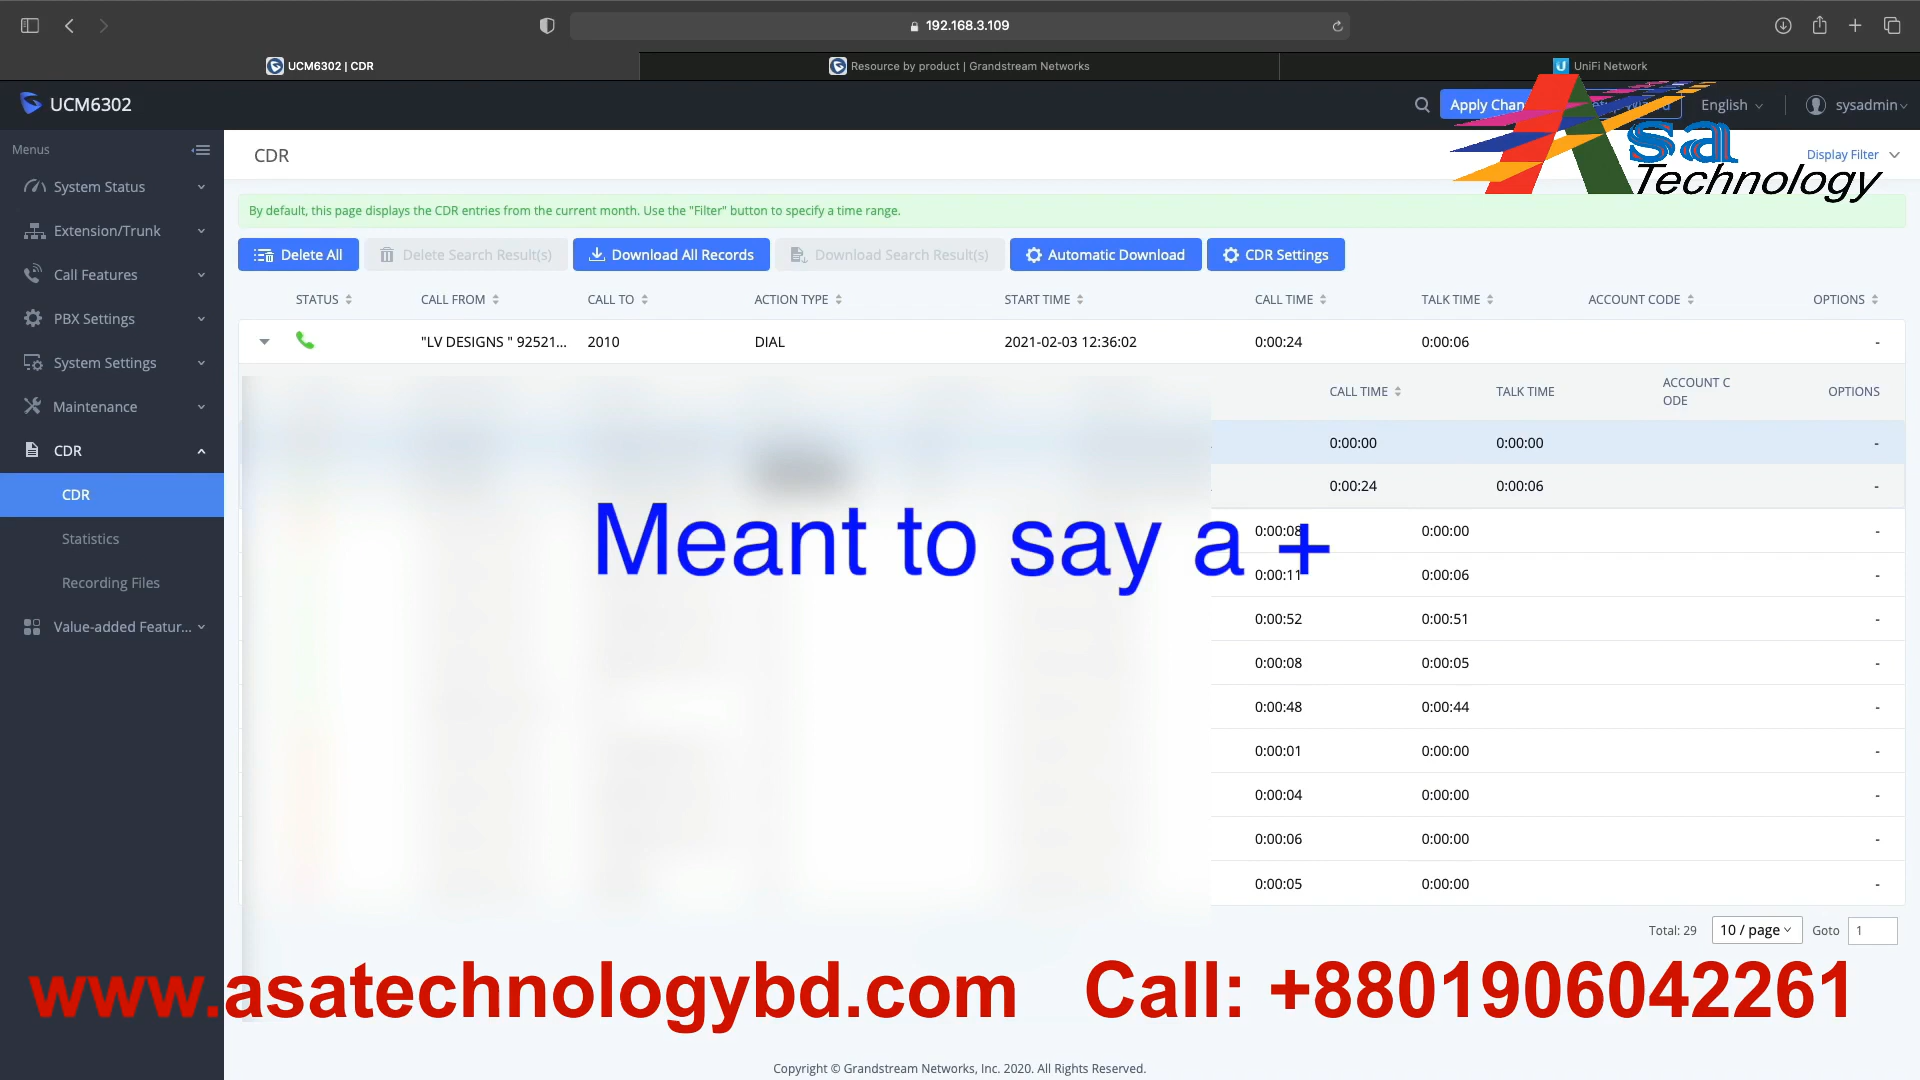 192.168.3.109
UCM6302 | CDR
Resource by product | Grandstream Networks
UniFi Network
UCM6302
Apply Chan
English
sysadmin
Asa
Technology
Menus
System Status
Extension/Trunk
Call Features
PBX Settings
System Settings
Maintenance
CDR
CDR
Statistics
Recording Files
Value-added Featur...
CDR
Display Filter
By default, this page displays the CDR entries from the current month. Use the "Filter" button to specify a time range.
Delete All Delete Search Result(s) Download All Records Download Search Result(s) Automatic Download CDR Settings
STATUS CALL FROM CALL TO ACTION TYPE START TIME CALL TIME TALK TIME ACCOUNT CODE OPTIONS
"LV DESIGNS " 92521... 2010 DIAL 2021-02-03 12:36:02 0:00:24 0:00:06 -
CALL TIME TALK TIME ACCOUNT C
ODE OPTIONS
0:00:00 0:00:00 -
0:00:24 0:00:06 -
Meant to say a +
0:00:08 0:00:00 -
0:00:11 0:00:06 -
0:00:52 0:00:51 -
0:00:08 0:00:05 -
0:00:48 0:00:44 -
0:00:01 0:00:00 -
0:00:04 0:00:00 -
0:00:06 0:00:00 -
0:00:05 0:00:00 -
Total: 29 10 / page Goto 1
www.asatechnologybd.com Call: +8801906042261
Copyright © Grandstream Networks, Inc. 2020. All Rights Reserved.